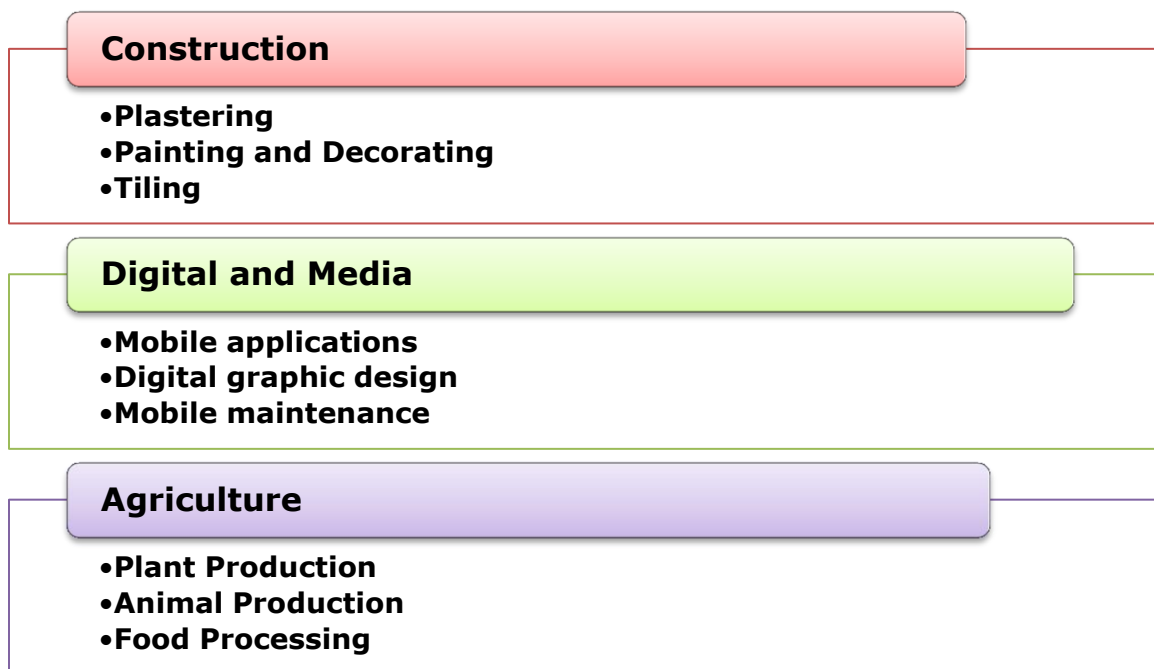 Construction
•Plastering
•Painting and Decorating
•Tiling
Digital and Media
•Mobile applications
•Digital graphic design
•Mobile maintenance
Agriculture
•Plant Production
•Animal Production
•Food Processing